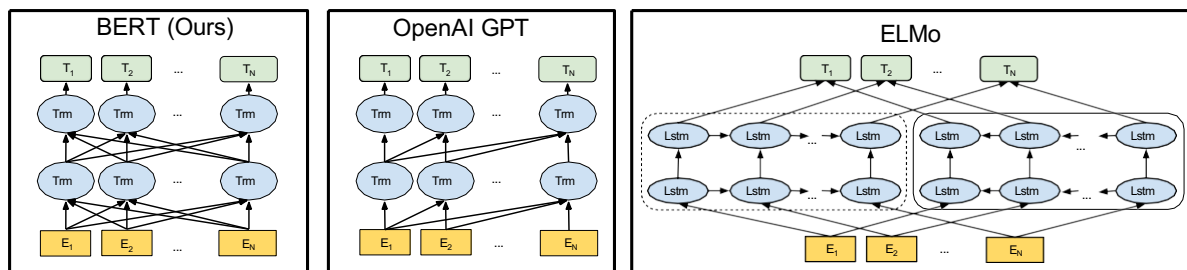 BERT (Ours)
T1 T2 ... TN
Trm Trm ... Trm
Trm Trm ... Trm
E1 E2 ... EN
OpenAI GPT
T1 T2 ... TN
Trm Trm ... Trm
Trm Trm ... Trm
E1 E2 ... EN
ELMo
T1 T2 ... TN
Lstm Lstm ... Lstm Lstm Lstm ... Lstm
Lstm Lstm ... Lstm Lstm Lstm ... Lstm
E1 E2 ... EN